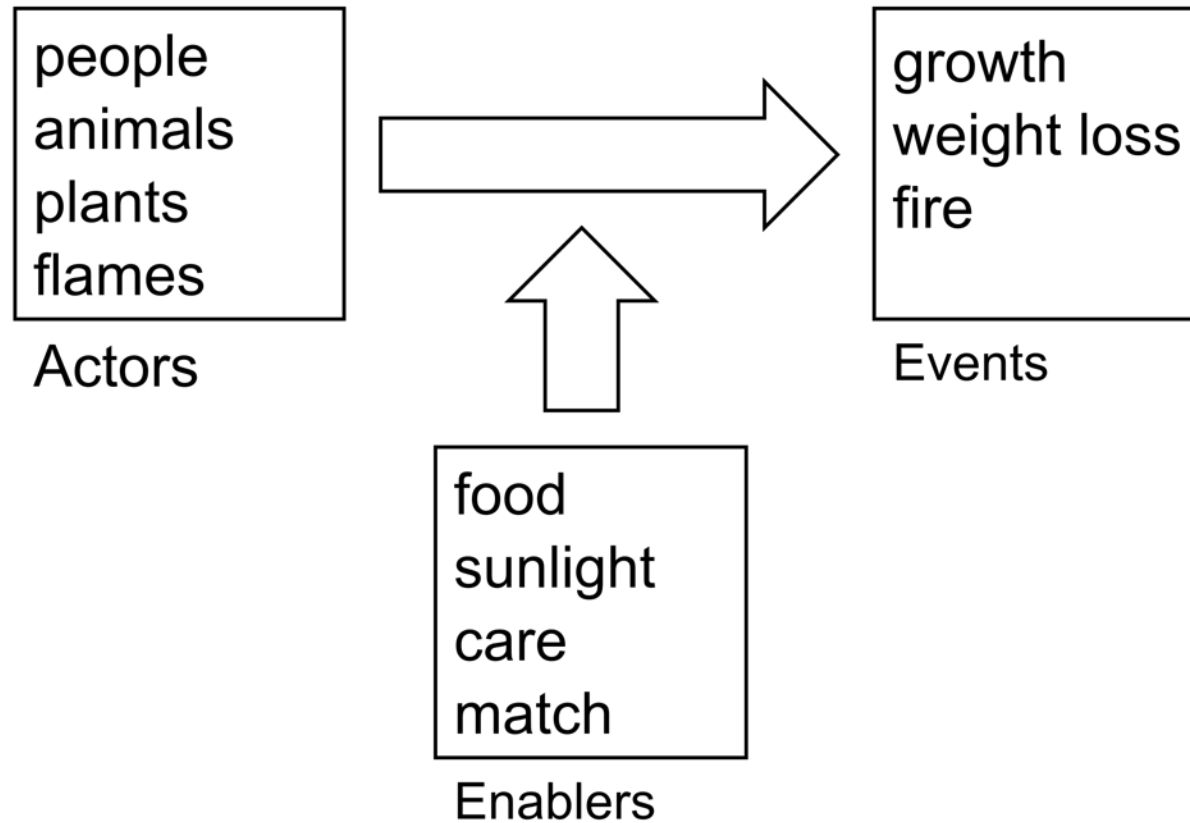 people
animals
plants
flames
Actors
growth
weight loss
fire
Events
food
sunlight
care
match
Enablers